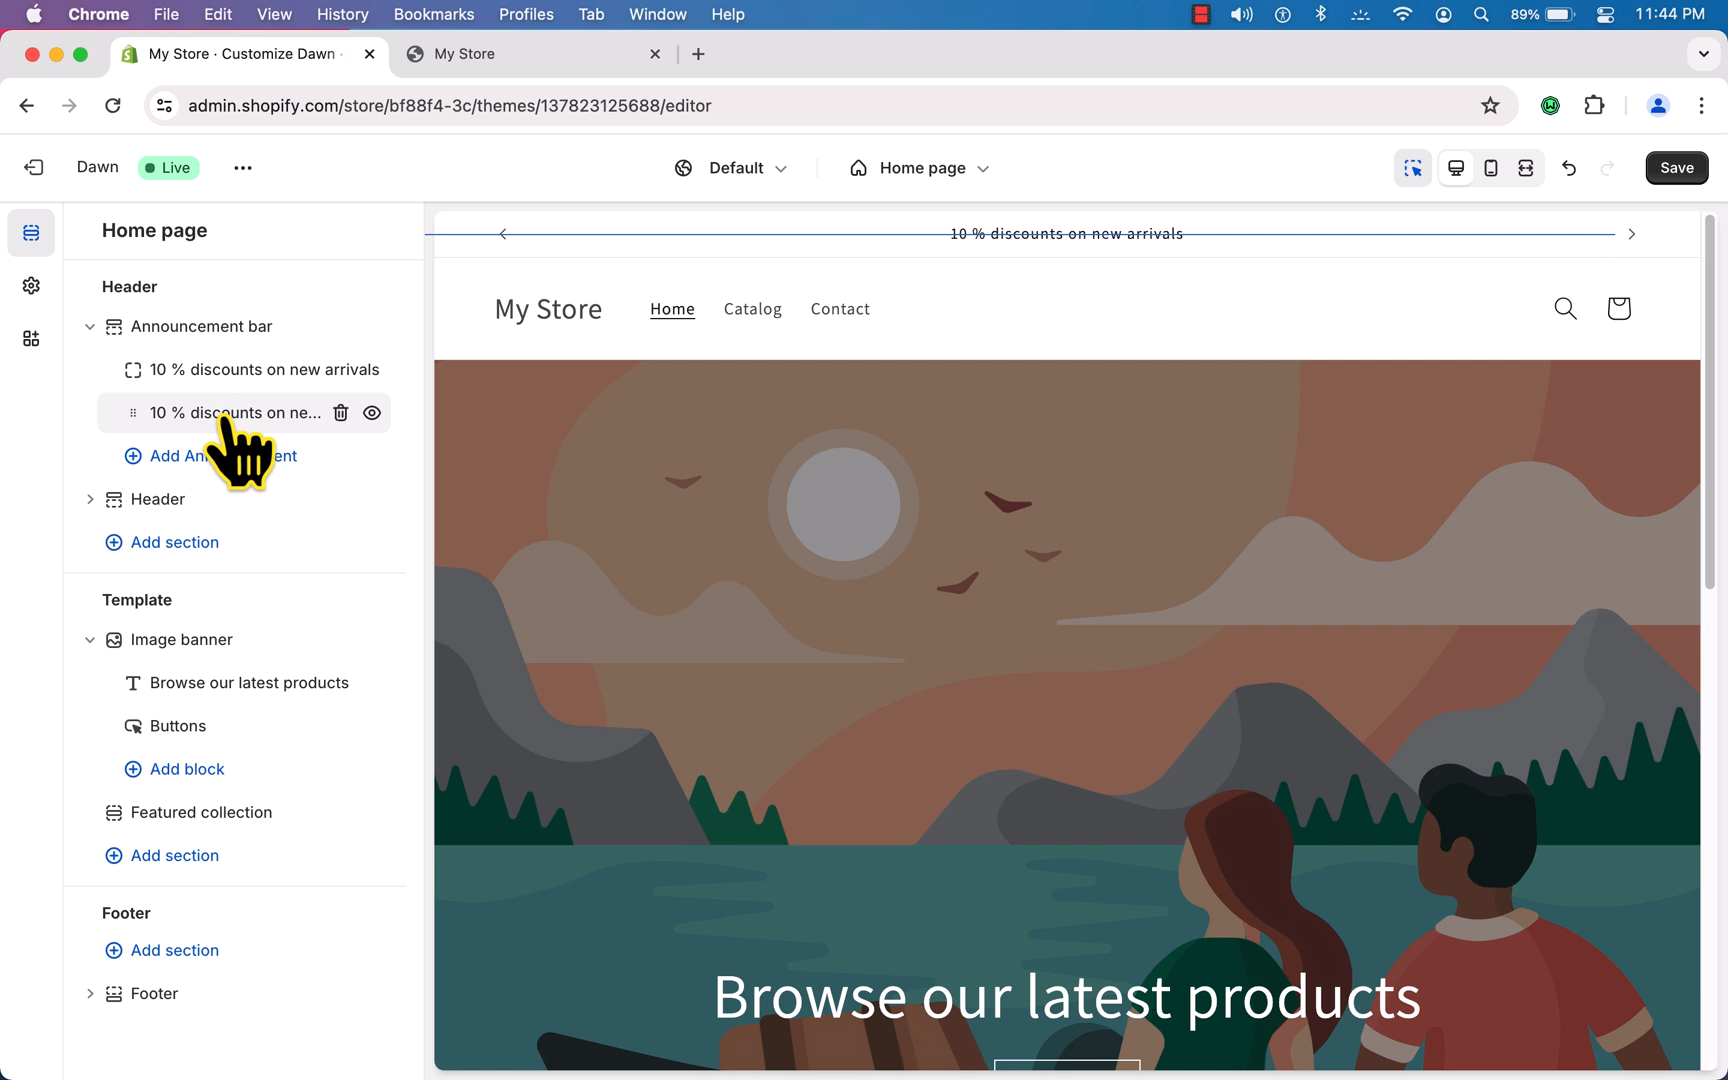 Chrome File Edit View History Bookmarks Profiles Tab Window Help 89% 11:44 PM
My Store · Customize Dawn ·
My Store
admin.shopify.com/store/bf88f4-3c/themes/137823125688/editor
Dawn Live ... Default Home page Save
Home page
Header
Announcement bar
10 % discounts on new arrivals
10 % discounts on ne...
Header
Add section
Template
Image banner
Browse our latest products
Buttons
Add block
Featured collection
Add section
Footer
Add section
Footer
10 % discounts on new arrivals
My Store Home Catalog Contact
Browse our latest products